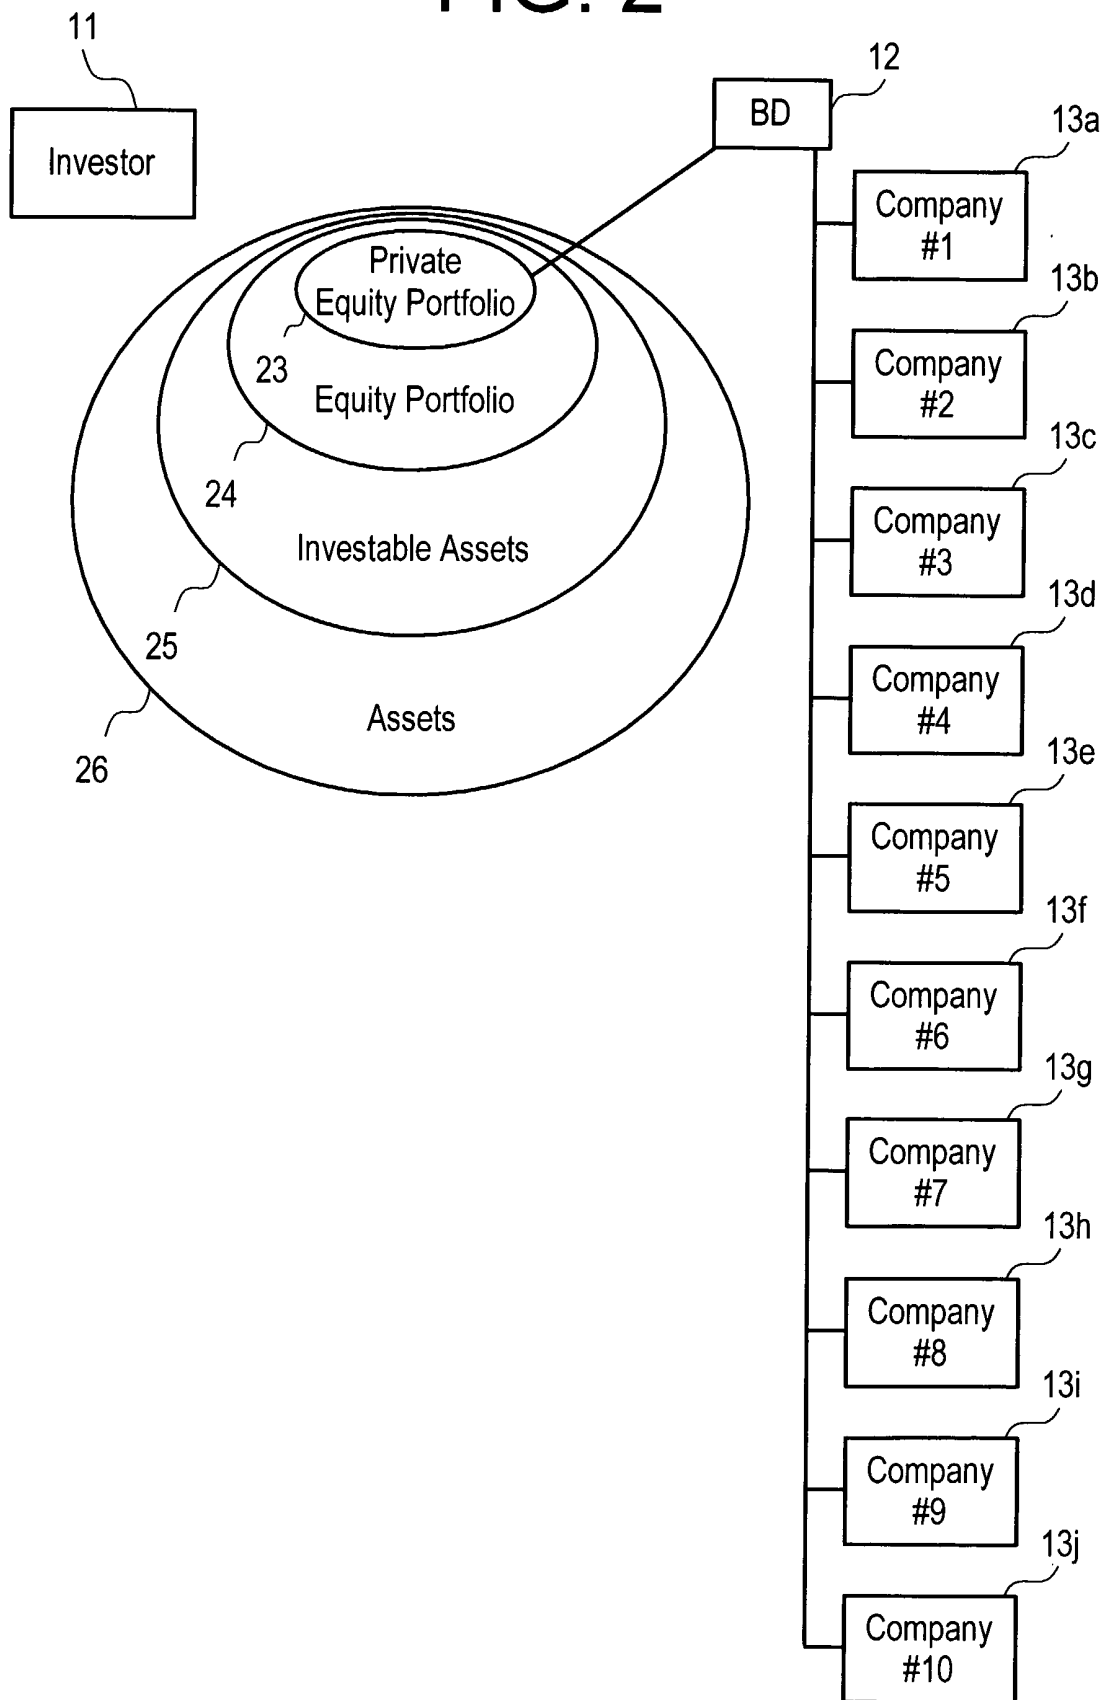 FIG. 2
11
Investor
12
BD
13a
Company
#1
13b
Company
#2
13c
Company
#3
13d
Company
#4
13e
Company
#5
13f
Company
#6
13g
Company
#7
13h
Company
#8
13i
Company
#9
13j
Company
#10
Private
Equity Portfolio
23
Equity Portfolio
24
Investable Assets
25
Assets
26